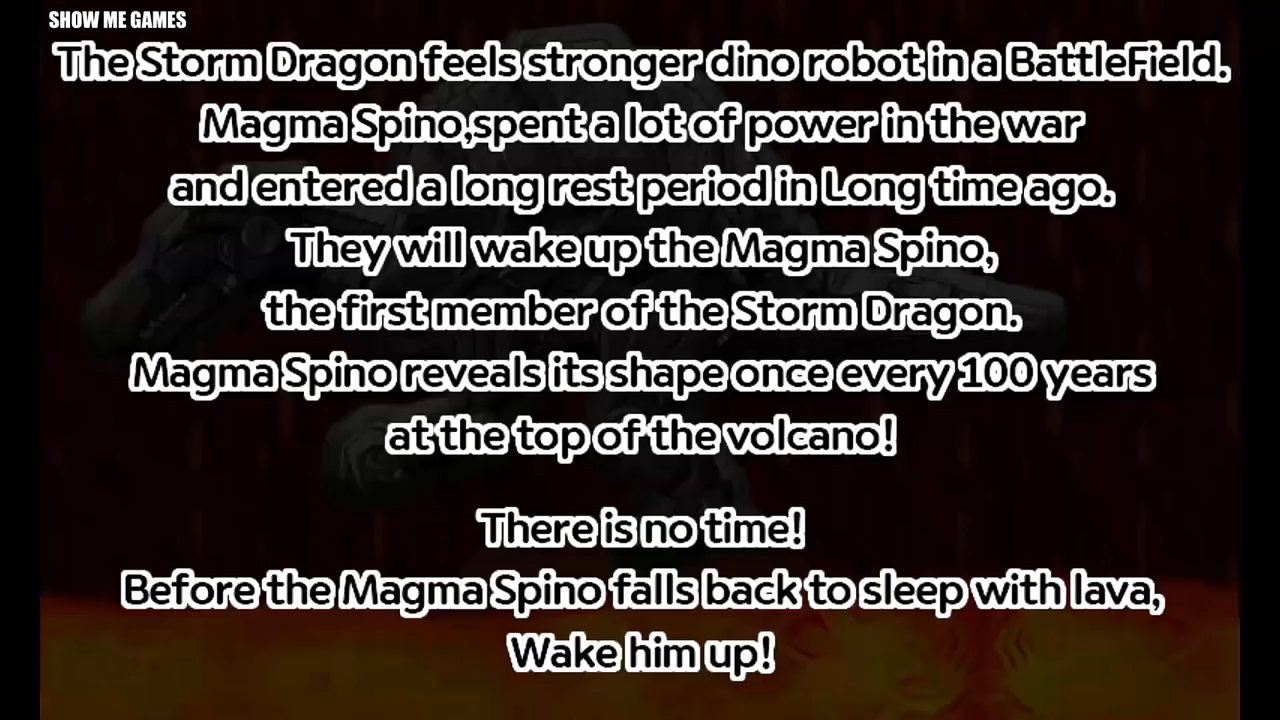 SHOW ME GAMES
The Storm Dragon feels stronger dino robot in a BattleField.
Magma Spino,spent a lot of power in the war
and entered a long rest period in Long time ago.
They will wake up the Magma Spino,
the first member of the Storm Dragon.
Magma Spino reveals its shape once every 100 years
at the top of the volcano!
There is no time!
Before the Magma Spino falls back to sleep with lava,
Wake him up!